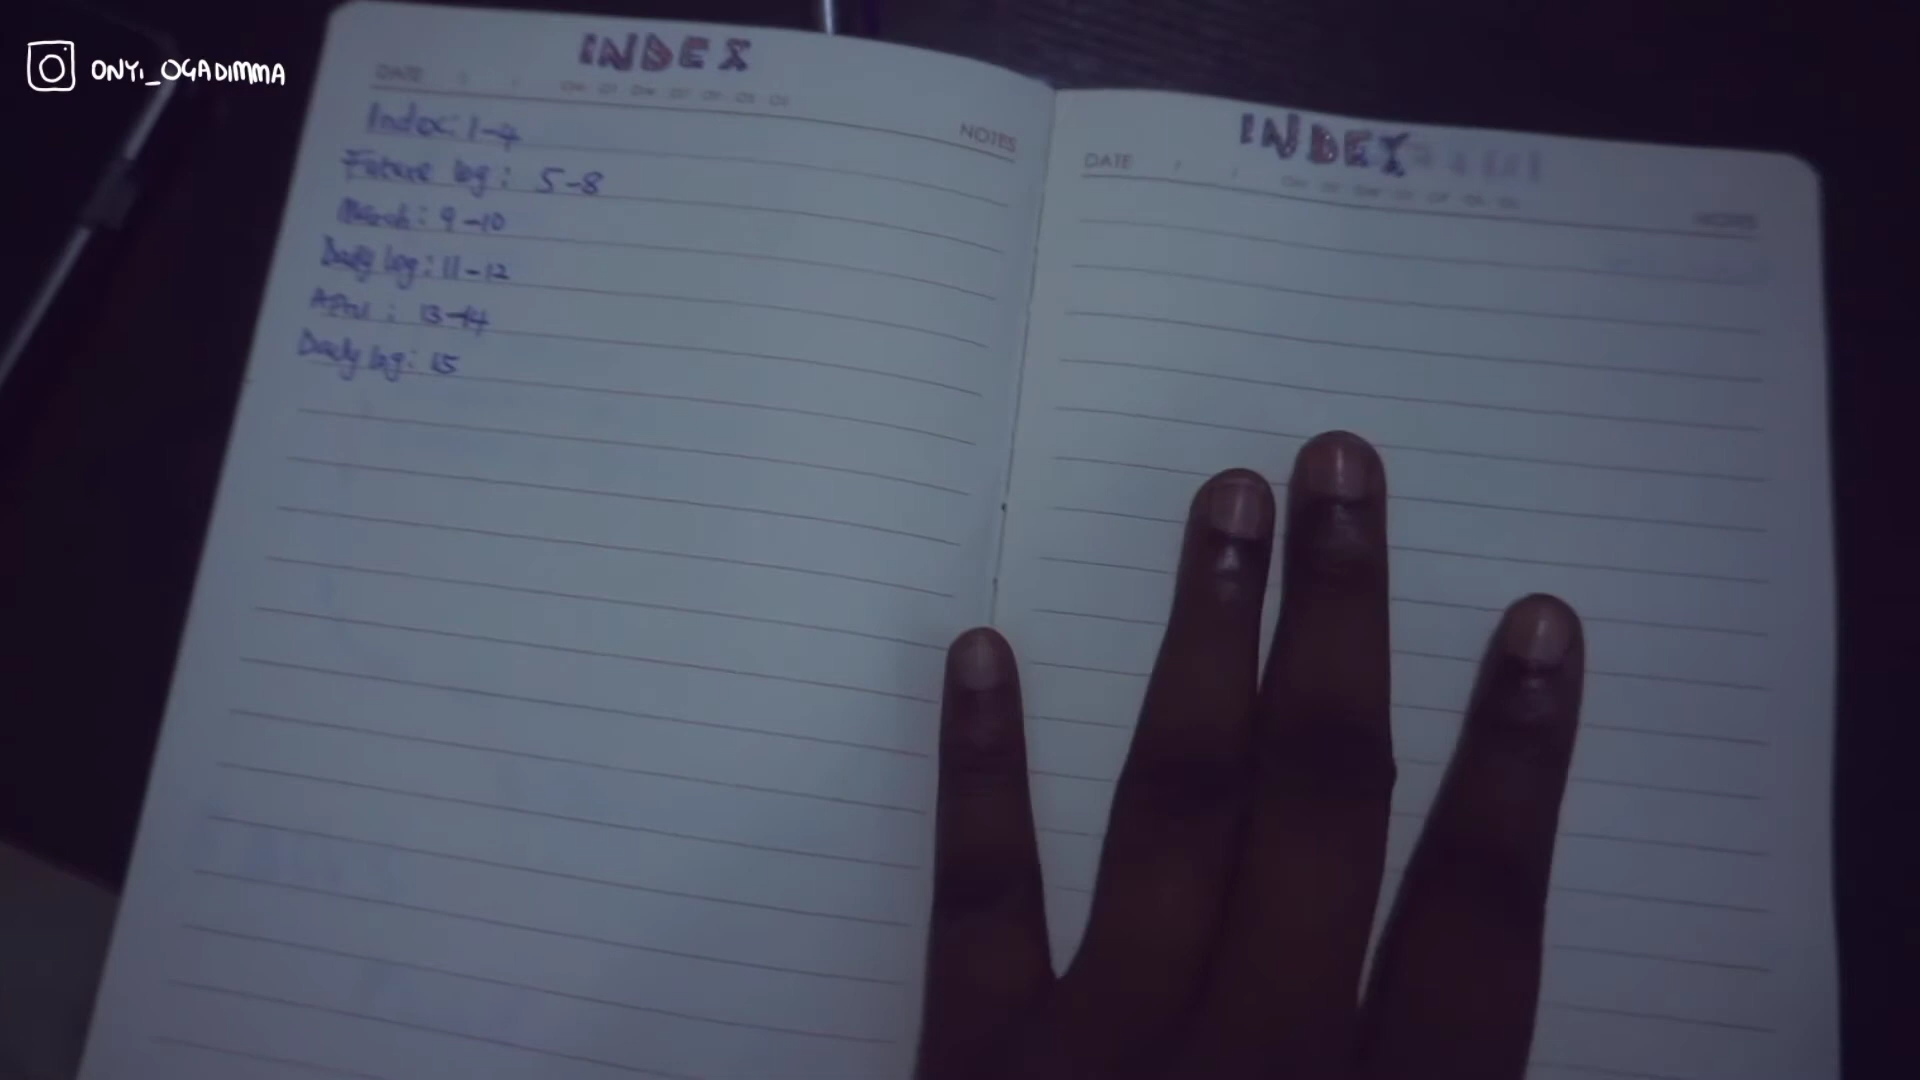 ONYI_OGADIMMA
INDEX
DATE
NOTES
Index: 1-4
Future log: 5-8
March: 9-10
Daily log: 11-12
April: 13-14
Daily log: 15
INDEX
DATE
NOTES